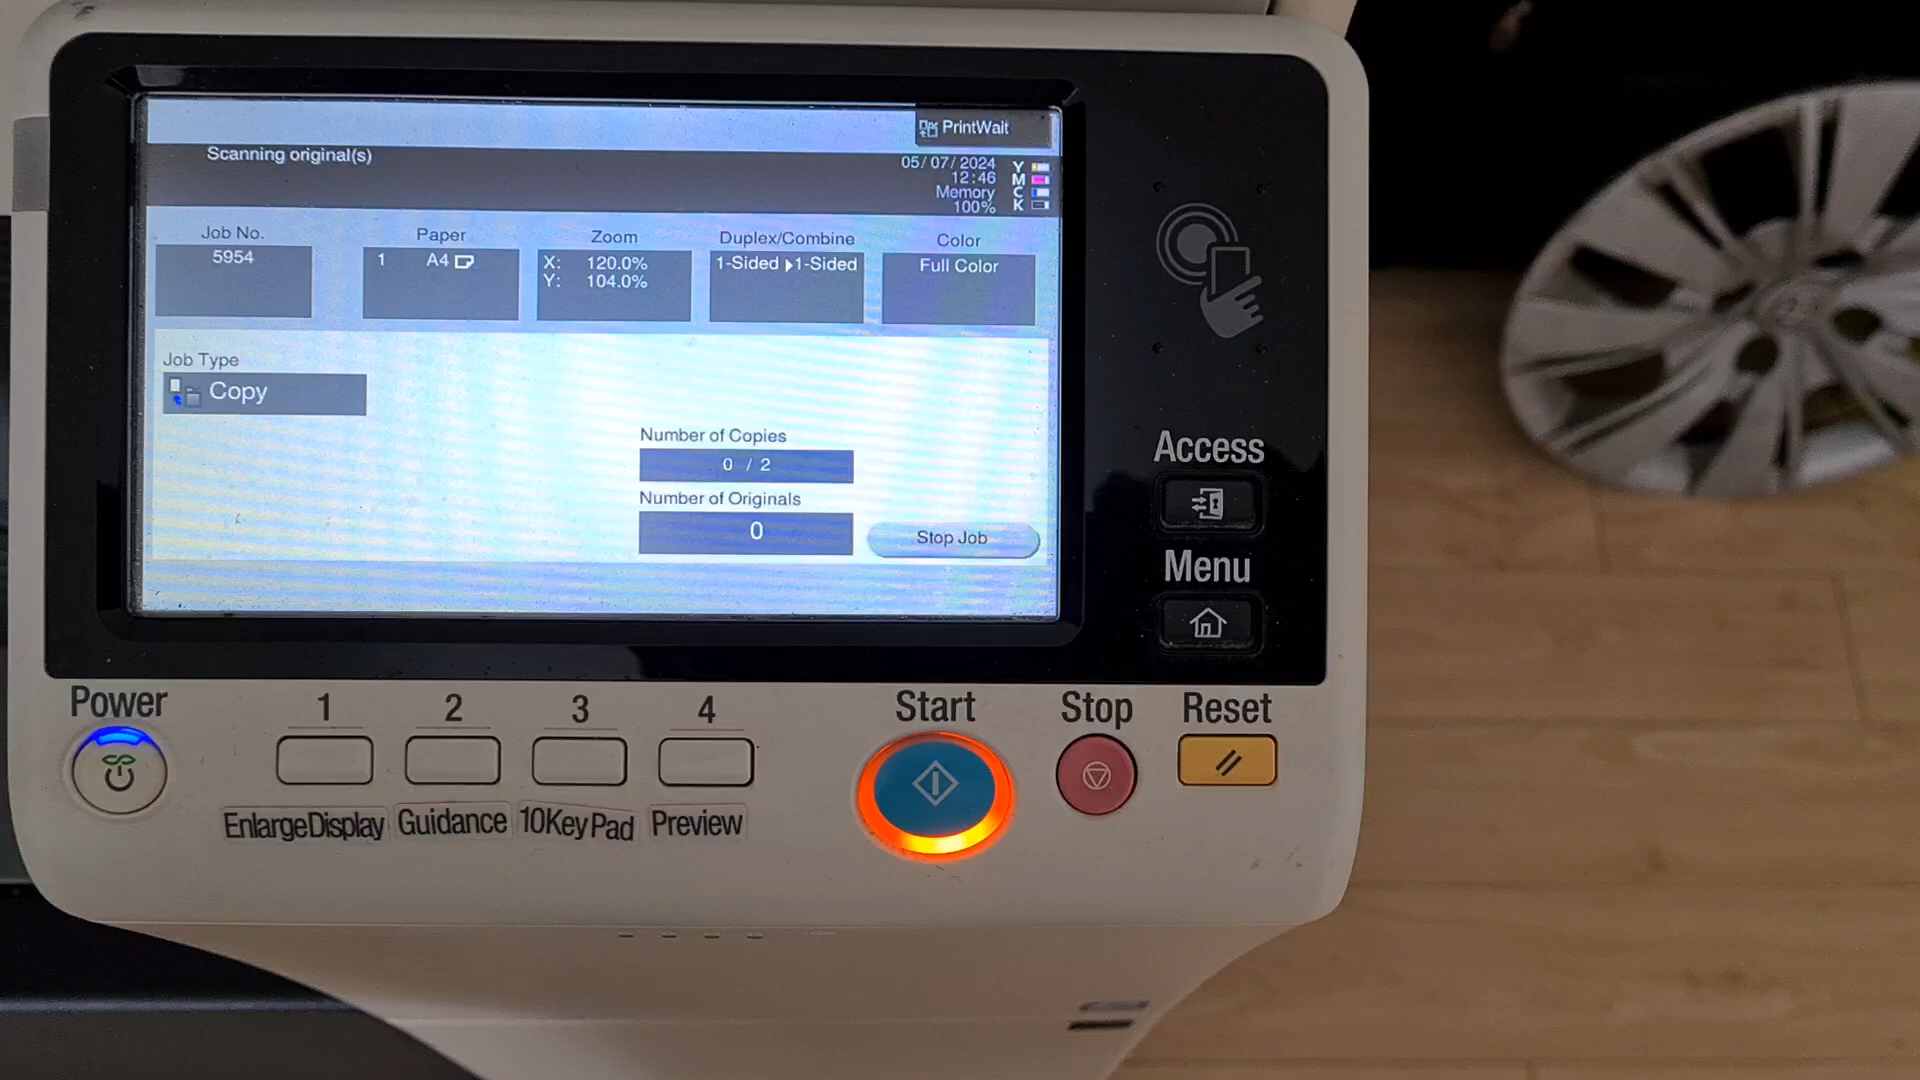 PrintWait
Scanning original(s)
05/07/2024
12:46
Memory
100%
Y
M
C
K
Job No.
5954
Paper
1 A4
Zoom
X: 120.0%
Y: 104.0%
Duplex/Combine
1-Sided 1-Sided
Color
Full Color
Job Type
Copy
Number of Copies
0 / 2
Number of Originals
0
Stop Job
Access
Menu
Power
1
2
3
4
Start
Stop
Reset
EnlargeDisplay
Guidance
10Key Pad
Preview